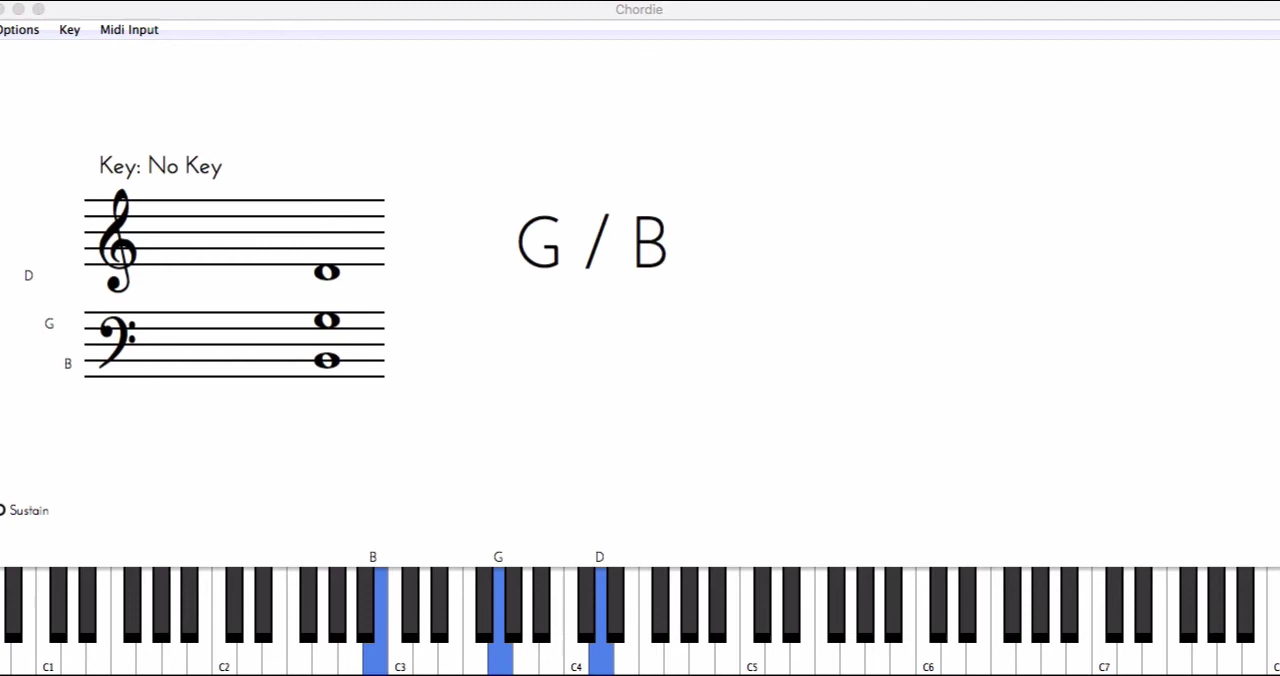 Chordie
Options Key Midi Input
Key: No Key
G / B
D
G
B
Sustain
B G D
C1 C2 C3 C4 C5 C6 C7 C